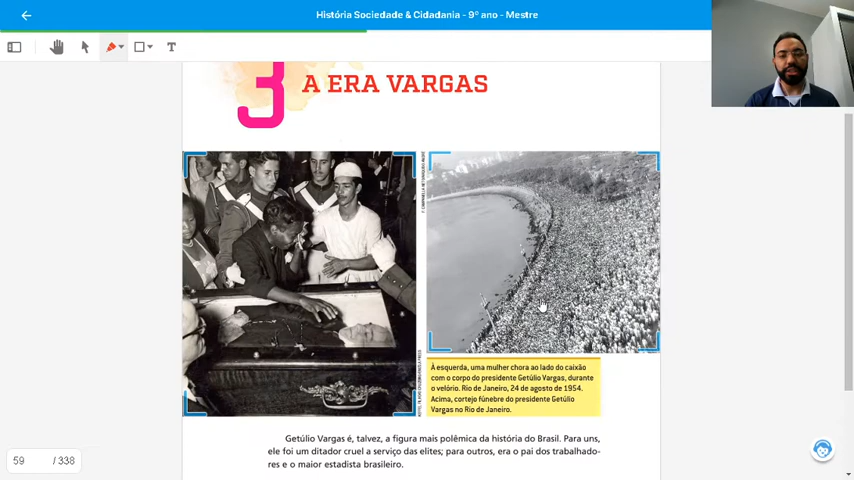 História Sociedade & Cidadania - 9º ano - Mestre
T
3
A ERA VARGAS
À esquerda, uma mulher chora ao lado do caixão
com o corpo do presidente Getúlio Vargas, durante
o velório. Rio de Janeiro, 24 de agosto de 1954.
Acima, cortejo fúnebre do presidente Getúlio
Vargas no Rio de Janeiro.
Getúlio Vargas é, talvez, a figura mais polêmica da história do Brasil. Para uns,
ele foi um ditador cruel a serviço das elites; para outros, era o pai dos trabalhado-
res e o maior estadista brasileiro.
59 / 338